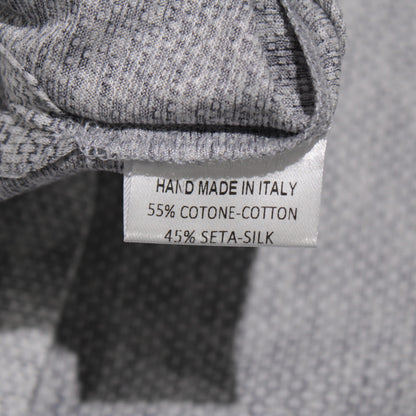 HAND MADE IN ITALY
55% COTONE-COTTON
45% SETA-SILK